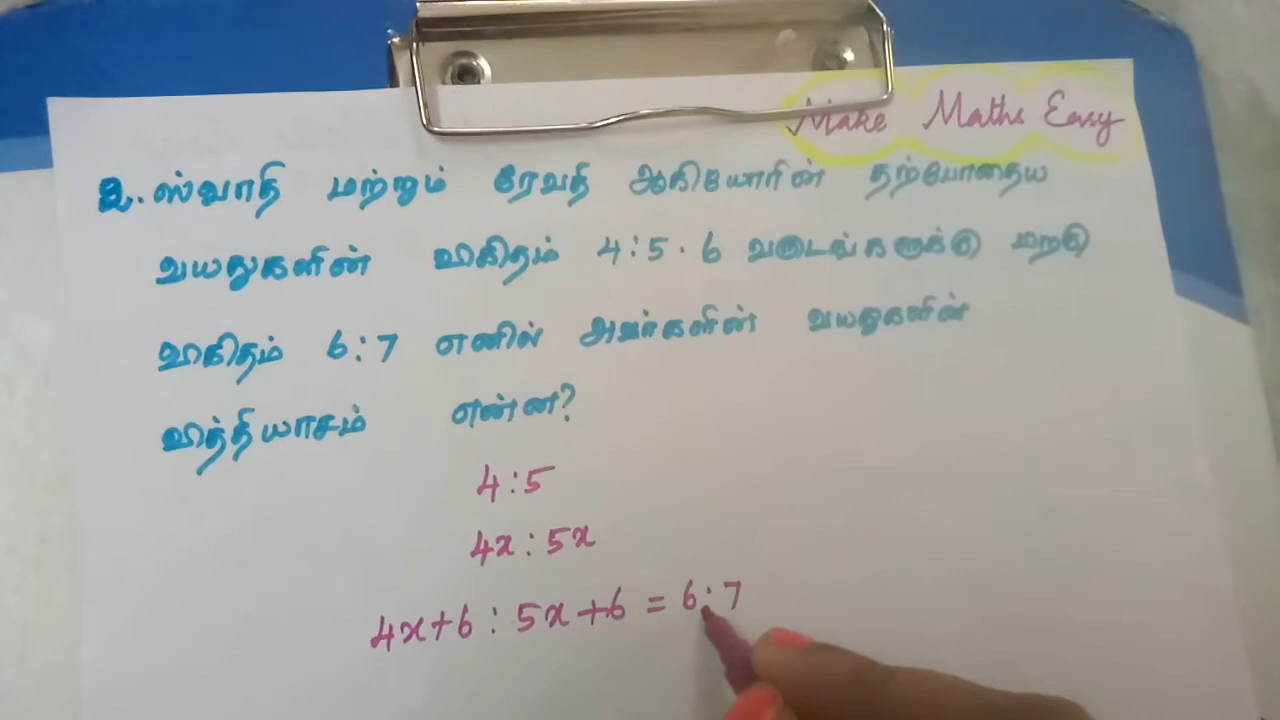 Make Maths Easy
2. ஸ்வாதி மற்றும் ரேவதி ஆகியோரின் தற்போதைய
வயதுகளின் விகிதம் 4:5. 6 வருடங்களுக்கு பிறகு
விகிதம் 6:7 எனில் அவர்களின் வயதுகளின்
வித்தியாசம் என்ன?
4:5
4x:5x
4x+6:5x+6=6:7